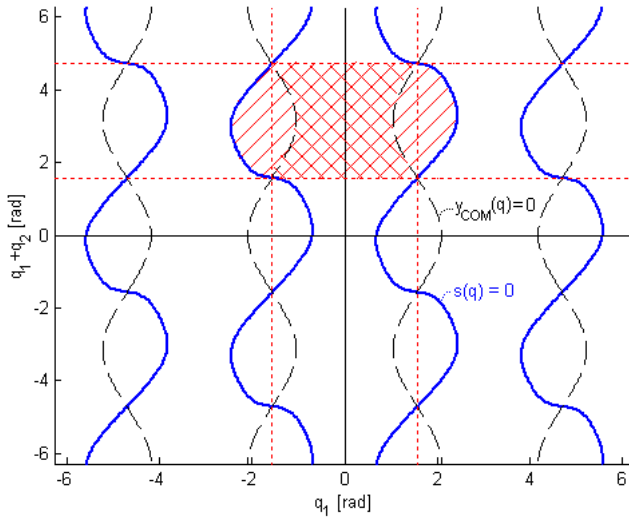 6
4
q₁+q₂ [rad]
2
y_COM(q)=0
0
s(q) = 0
-2
-4
-6
-6 -4 -2 0 2 4 6
q₁ [rad]